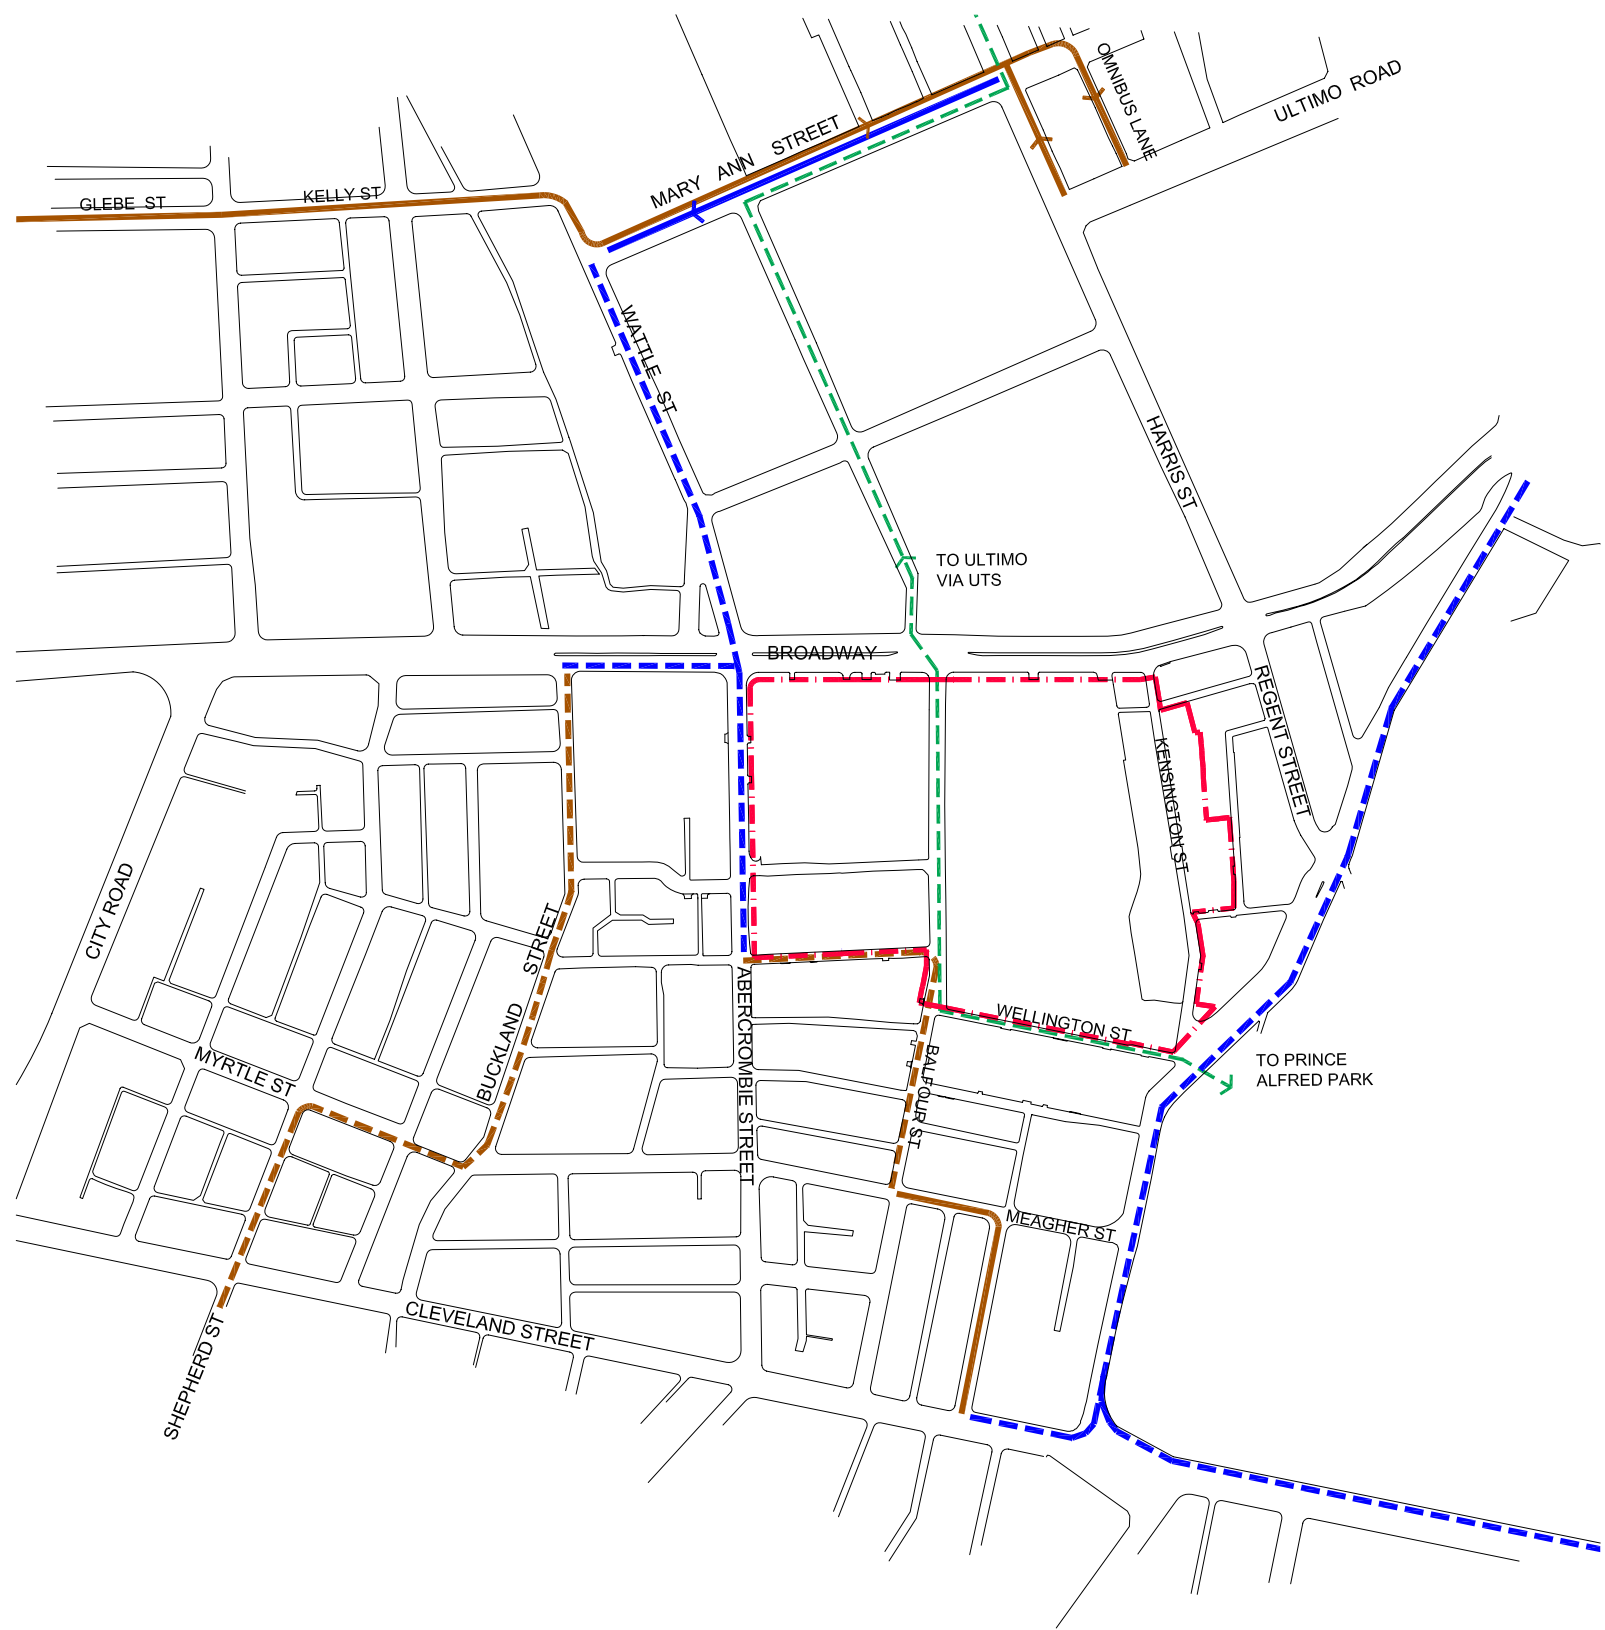 OMNIBUS LANE
ULTIMO ROAD
MARY ANN STREET
KELLY ST
GLEBE ST
WATTLE ST
HARRIS ST
TO ULTIMO
VIA UTS
BROADWAY
REGENT STREET
KENSINGTON ST
CITY ROAD
BUCKLAND STREET
ABERCROMBIE STREET
WELLINGTON ST
BALFOUR ST
MYRTLE ST
TO PRINCE
ALFRED PARK
MEAGHER ST
CLEVELAND STREET
SHEPHERD ST